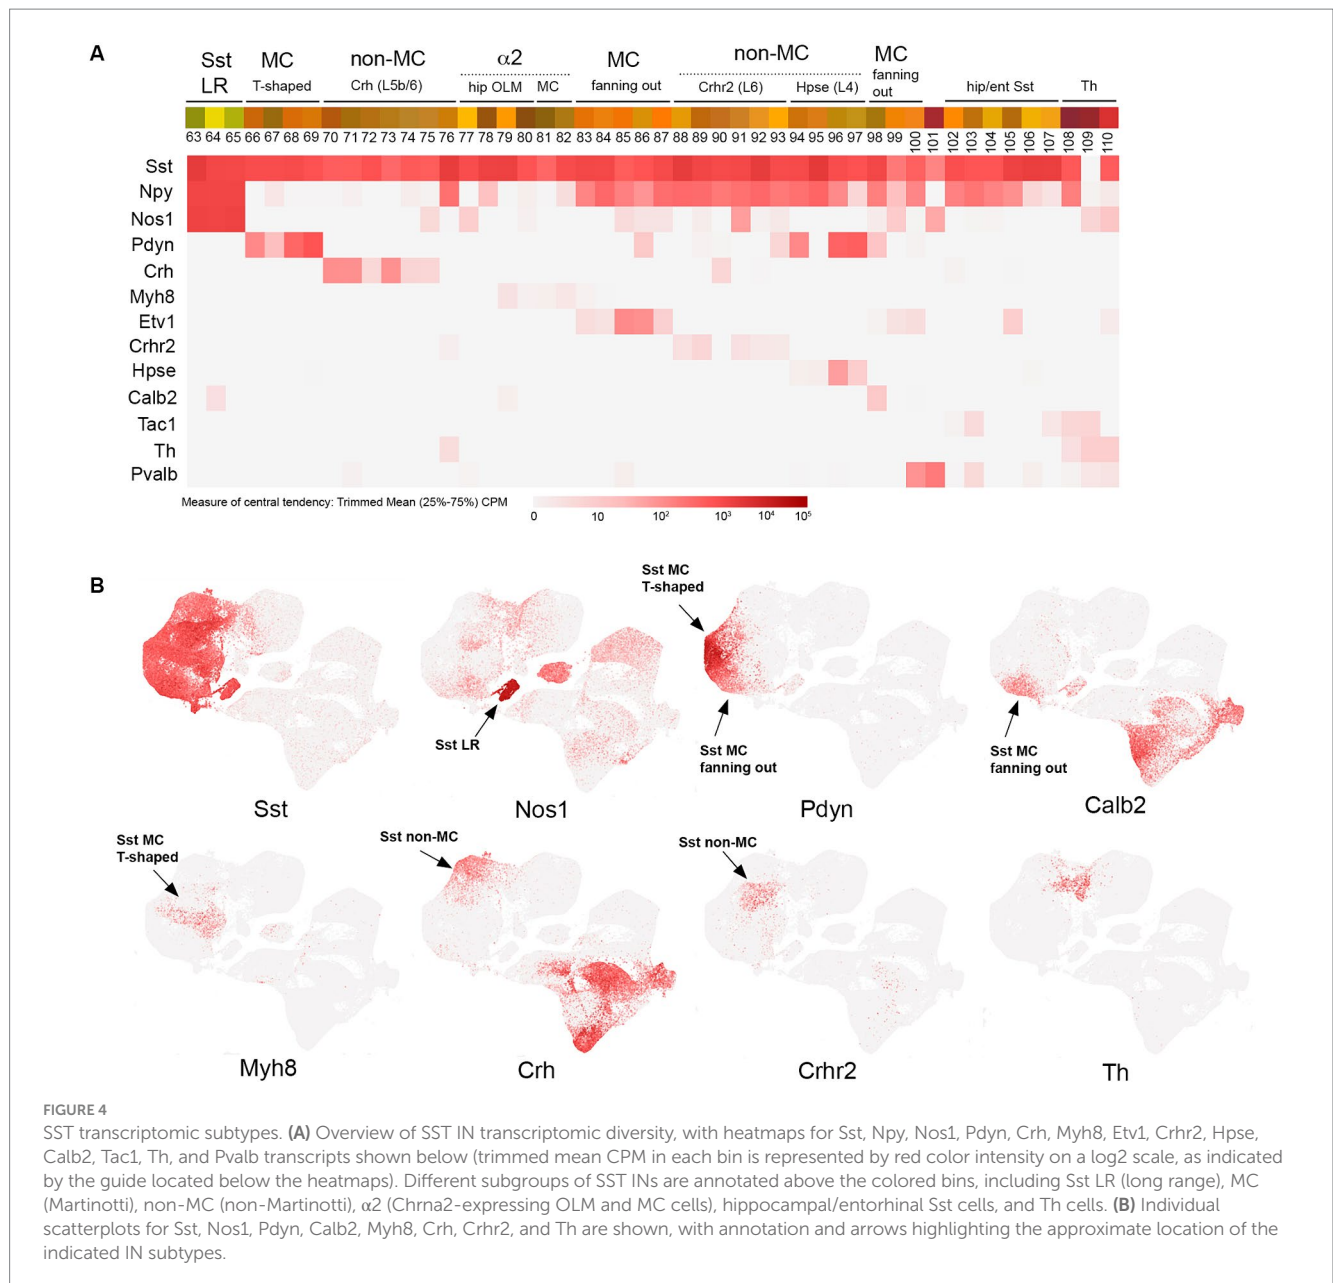 A
Sst LR
MC
T-shaped
non-MC
Crh (L5b/6)
α2
hip OLM
MC
MC
fanning out
non-MC
Crhr2 (L6)
Hpse (L4)
MC
fanning out
hip/ent Sst
Th
63 64 65 66 67 68 69 70 71 72 73 74 75 76 77 78 79 80 81 82 83 84 85 86 87 88 89 90 91 92 93 94 95 96 97 98 99 100 101 102 103 104 105 106 107 108 109 110
Sst
Npy
Nos1
Pdyn
Crh
Myh8
Etv1
Crhr2
Hpse
Calb2
Tac1
Th
Pvalb
Measure of central tendency: Trimmed Mean (25%-75%) CPM
0 10 10² 10³ 10⁴ 10⁵
B
Sst LR
Sst MC
T-shaped
Sst MC
fanning out
Sst MC
fanning out
Sst
Nos1
Pdyn
Calb2
Sst MC
T-shaped
Sst non-MC
Sst non-MC
Myh8
Crh
Crhr2
Th
FIGURE 4
SST transcriptomic subtypes. (A) Overview of SST IN transcriptomic diversity, with heatmaps for Sst, Npy, Nos1, Pdyn, Crh, Myh8, Etv1, Crhr2, Hpse,
Calb2, Tac1, Th, and Pvalb transcripts shown below (trimmed mean CPM in each bin is represented by red color intensity on a log2 scale, as indicated
by the guide located below the heatmaps). Different subgroups of SST INs are annotated above the colored bins, including Sst LR (long range), MC
(Martinotti), non-MC (non-Martinotti), α2 (Chrna2-expressing OLM and MC cells), hippocampal/entorhinal Sst cells, and Th cells. (B) Individual
scatterplots for Sst, Nos1, Pdyn, Calb2, Myh8, Crh, Crhr2, and Th are shown, with annotation and arrows highlighting the approximate location of the
indicated IN subtypes.